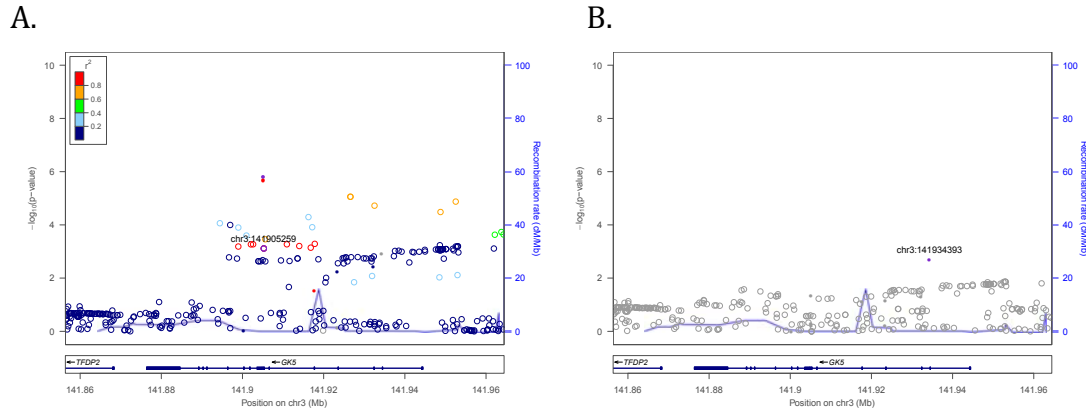 A.
B.
r²
0.8
0.6
0.4
0.2
10
8
6
4
2
0
−log₁₀(p−value)
100
80
60
40
20
0
Recombination rate (cM/Mb)
chr3:141905259
←TFDP2
←GK5
141.86
141.88
141.9
141.92
141.94
141.96
Position on chr3 (Mb)
10
8
6
4
2
0
−log₁₀(p−value)
100
80
60
40
20
0
Recombination rate (cM/Mb)
chr3:141934393
←TFDP2
←GK5
141.86
141.88
141.9
141.92
141.94
141.96
Position on chr3 (Mb)